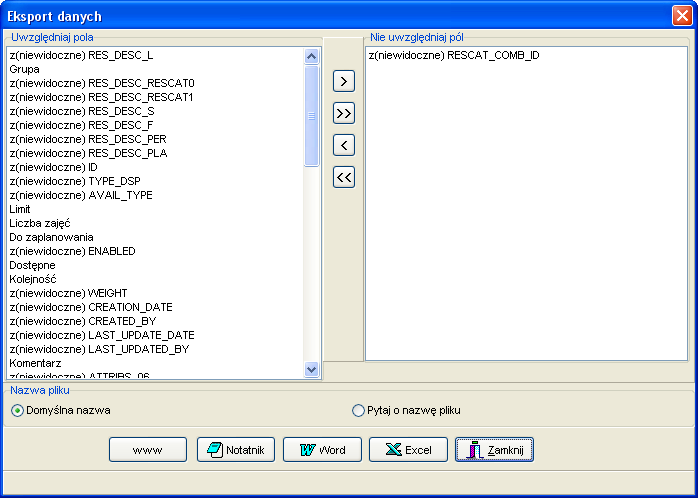 Eksport danych
Uwzględniaj pola
z(niewidoczne) RES_DESC_L
Grupa
z(niewidoczne) RES_DESC_RESCAT0
z(niewidoczne) RES_DESC_RESCAT1
z(niewidoczne) RES_DESC_S
z(niewidoczne) RES_DESC_F
z(niewidoczne) RES_DESC_PER
z(niewidoczne) RES_DESC_PLA
z(niewidoczne) ID
z(niewidoczne) TYPE_DSP
z(niewidoczne) AVAIL_TYPE
Limit
Liczba zajęć
Do zaplanowania
z(niewidoczne) ENABLED
Dostępne
Kolejność
z(niewidoczne) WEIGHT
z(niewidoczne) CREATION_DATE
z(niewidoczne) CREATED_BY
z(niewidoczne) LAST_UPDATE_DATE
z(niewidoczne) LAST_UPDATED_BY
Komentarz
z(niewidoczne) ATTRIBS_06
>
>>
<
<<
Nie uwzględniaj pól
z(niewidoczne) RESCAT_COMB_ID
Nazwa pliku
Domyślna nazwa
Pytaj o nazwę pliku
www
Notatnik
Word
Excel
Zamknij